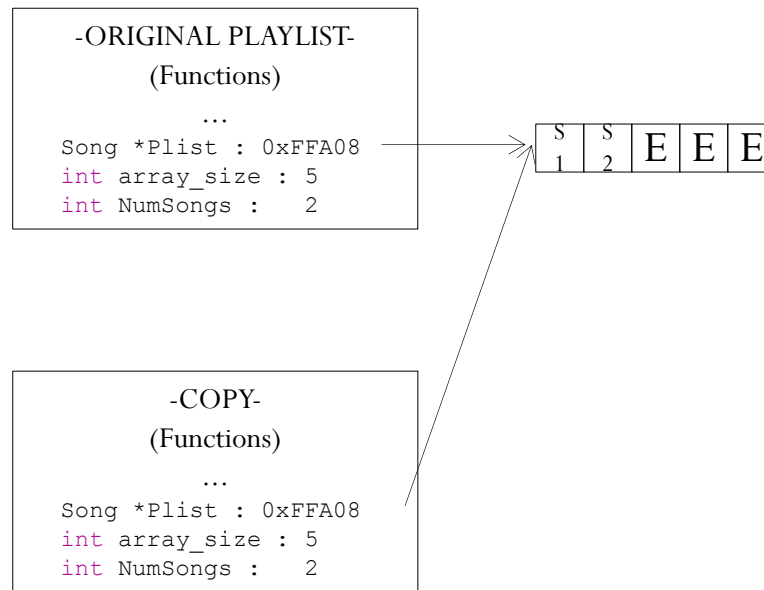 -ORIGINAL PLAYLIST-
(Functions)
…
Song *Plist : 0xFFA08
int array_size : 5
int NumSongs : 2
S 1 S 2 E E E
-COPY-
(Functions)
…
Song *Plist : 0xFFA08
int array_size : 5
int NumSongs : 2